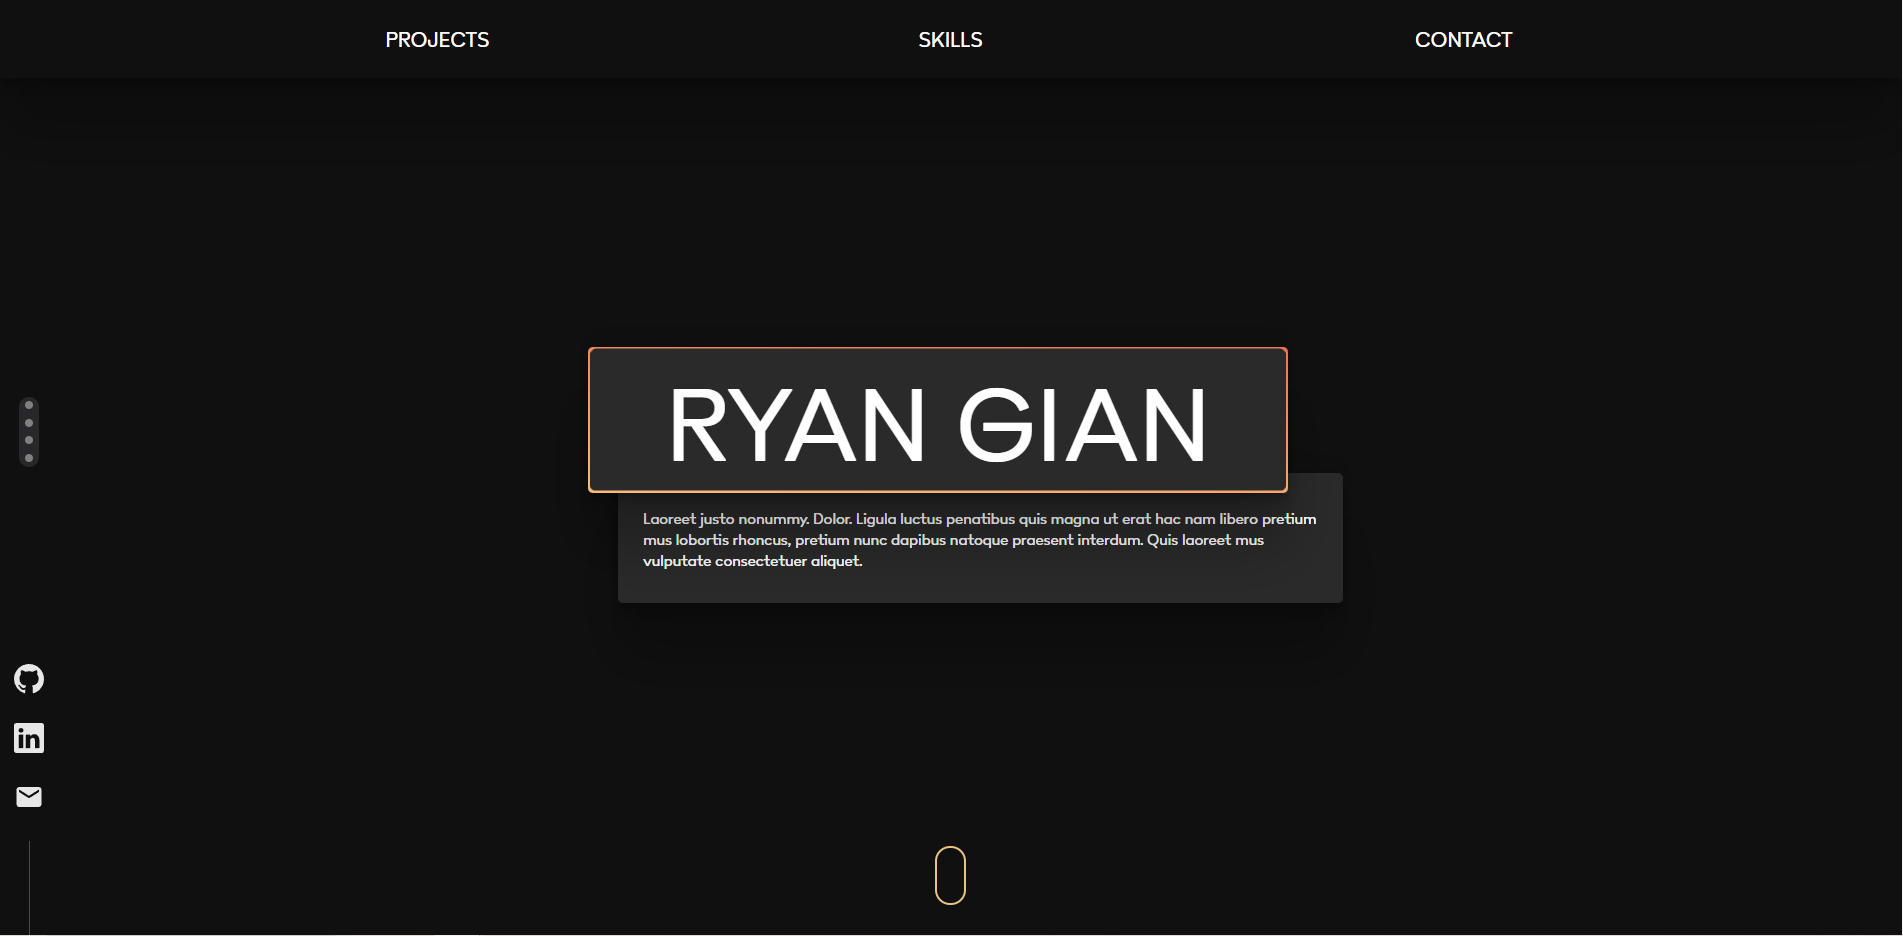 PROJECTS
SKILLS
CONTACT
RYAN GIAN
Laoreet justo nonummy. Dolor. Ligula luctus penatibus quis magna ut erat hac nam libero pretium
mus lobortis rhoncus, pretium nunc dapibus natoque praesent interdum. Quis laoreet mus
vulputate consectetuer aliquet.
in